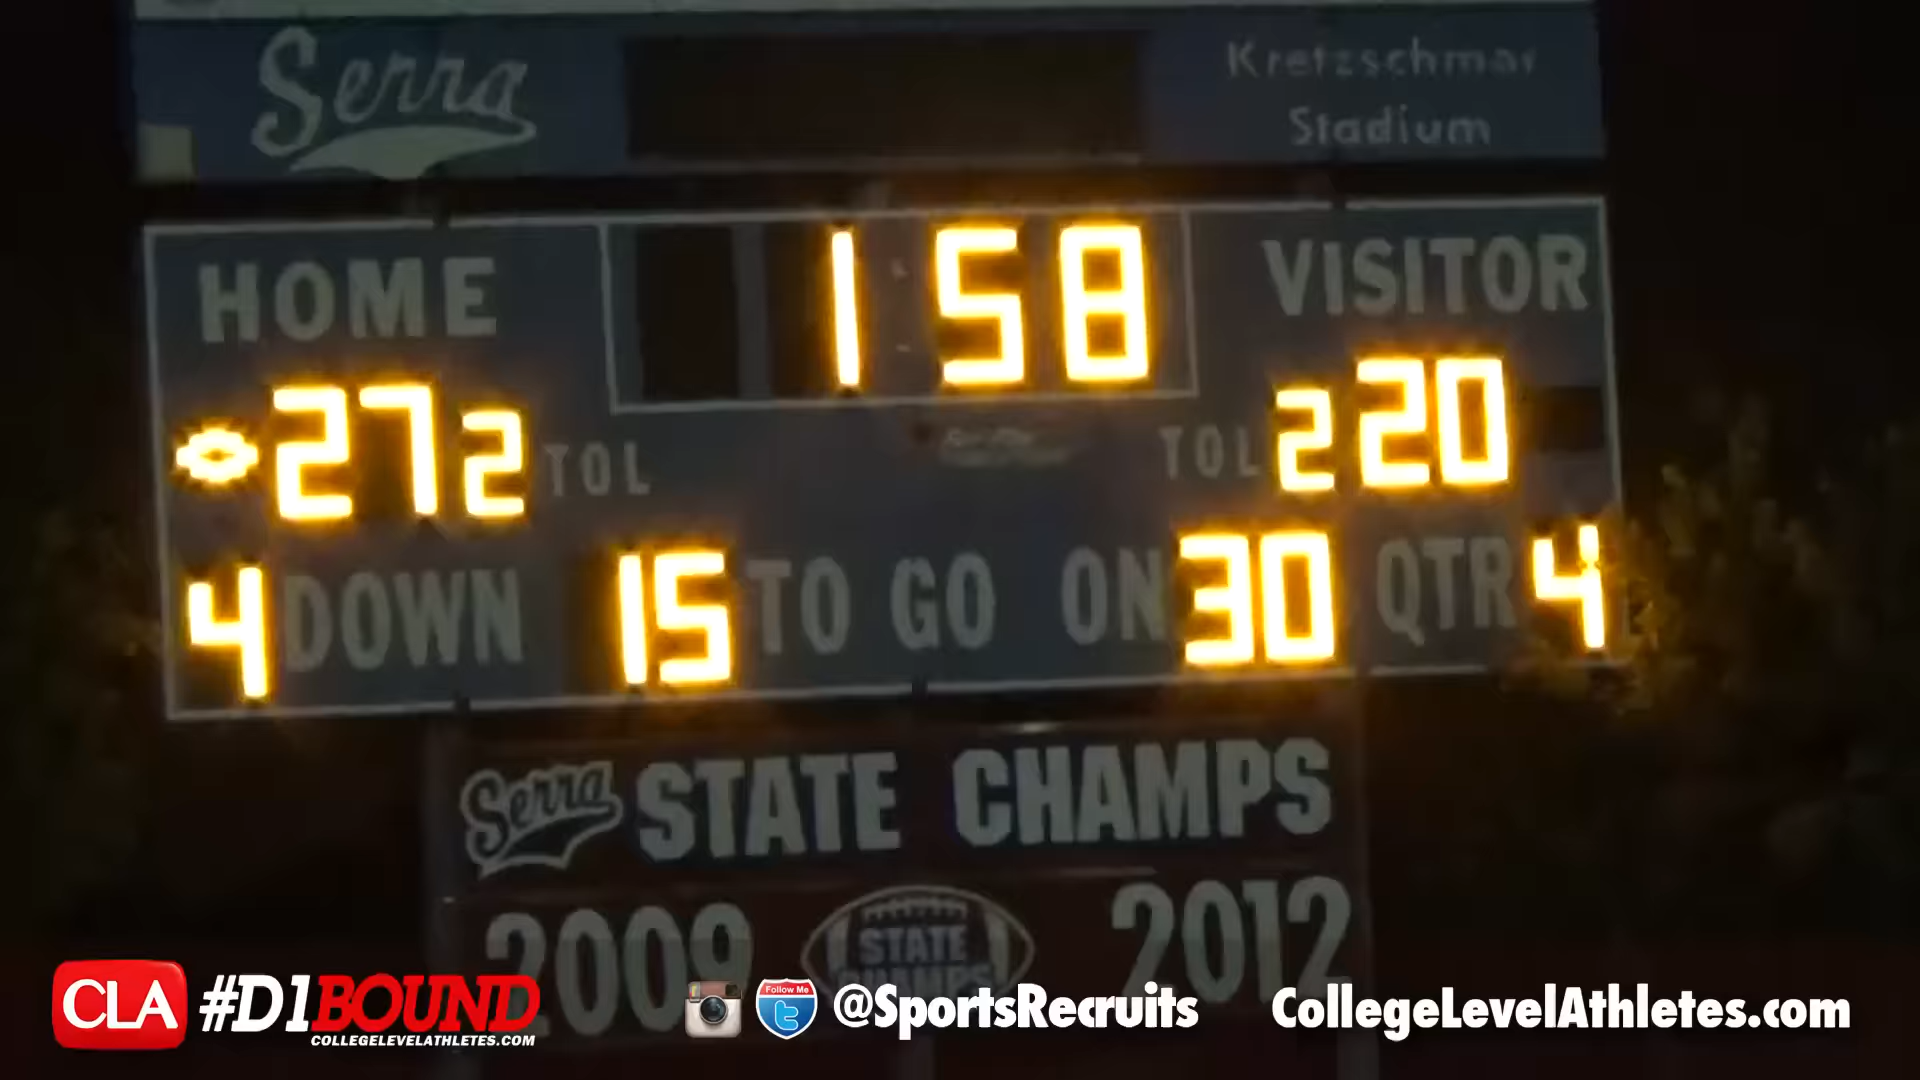 Serra
Kretzschmar
Stadium
HOME 1:58 VISITOR
27 2 TOL TOL 2 20
4 DOWN 15 TO GO ON 30 QTR 4
Serra STATE CHAMPS
2009 STATE CHAMPS 2012
CLA #D1BOUND
COLLEGELEVELATHLETES.COM
Follow Me
@SportsRecruits
CollegeLevelAthletes.com